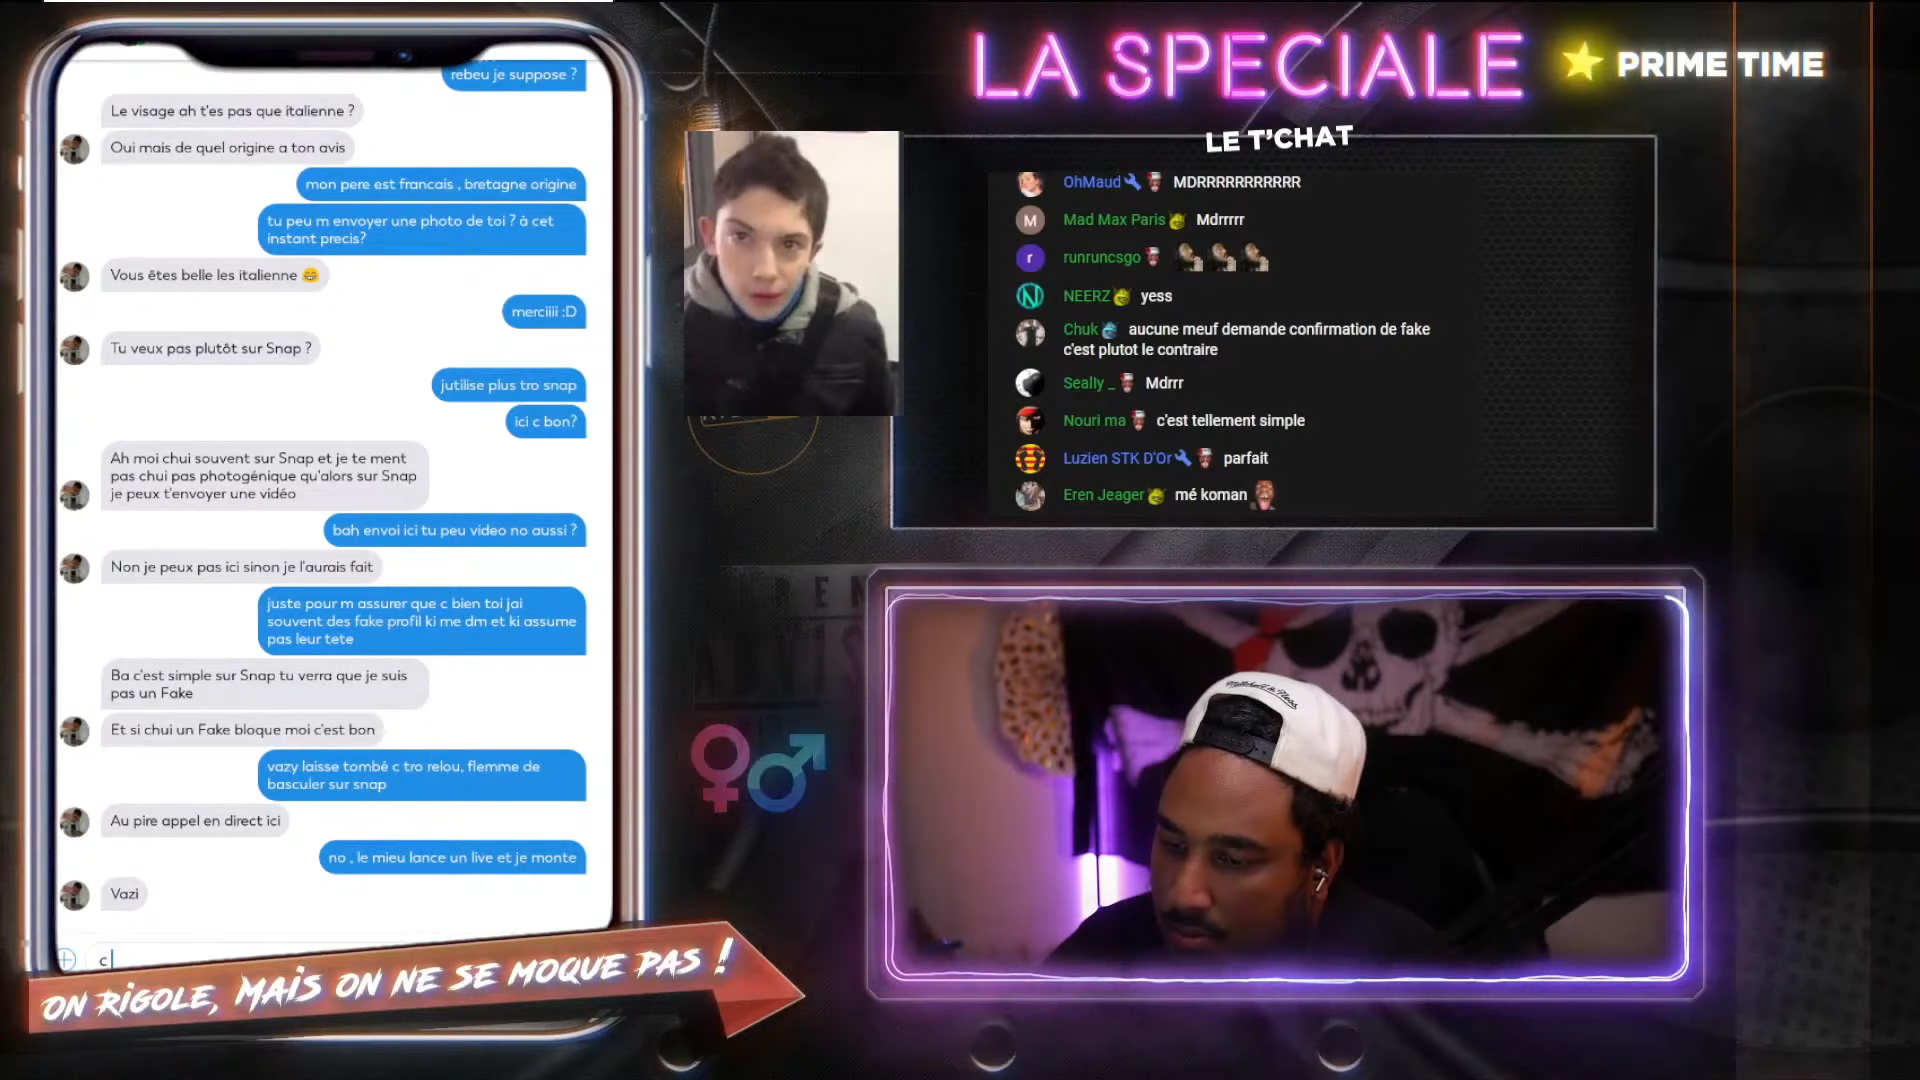 rebeu je suppose ?
Le visage ah t'es pas que italienne ?
Oui mais de quel origine a ton avis
mon pere est francais , bretagne origine
tu peu m envoyer une photo de toi ? à cet
instant precis?
Vous êtes belle les italienne 😁
merciiii :D
Tu veux pas plutôt sur Snap ?
jutilise plus tro snap
ici c bon?
Ah moi chui souvent sur Snap et je te ment
pas chui pas photogénique qu'alors sur Snap
je peux t'envoyer une vidéo
bah envoi ici tu peu video no aussi ?
Non je peux pas ici sinon je l'aurais fait
juste pour m assurer que c bien toi jai
souvent des fake profil ki me dm et ki assume
pas leur tete
Ba c'est simple sur Snap tu verra que je suis
pas un Fake
Et si chui un Fake bloque moi c'est bon
vazy laisse tombé c tro relou, flemme de
basculer sur snap
Au pire appel en direct ici
no , le mieu lance un live et je monte
Vazi
c
ON RIGOLE, MAIS ON NE SE MOQUE PAS !
LA SPECIALE
PRIME TIME
LE T'CHAT
OhMaud MDRRRRRRRRRRR
M Mad Max Paris Mdrrrrr
r runruncsgo
N NEERZ yess
Chuk aucune meuf demande confirmation de fake
c'est plutot le contraire
Seally _ Mdrrr
Nouri ma c'est tellement simple
Luzien STK D'Or parfait
Eren Jeager mé koman
Mitchell & Ness